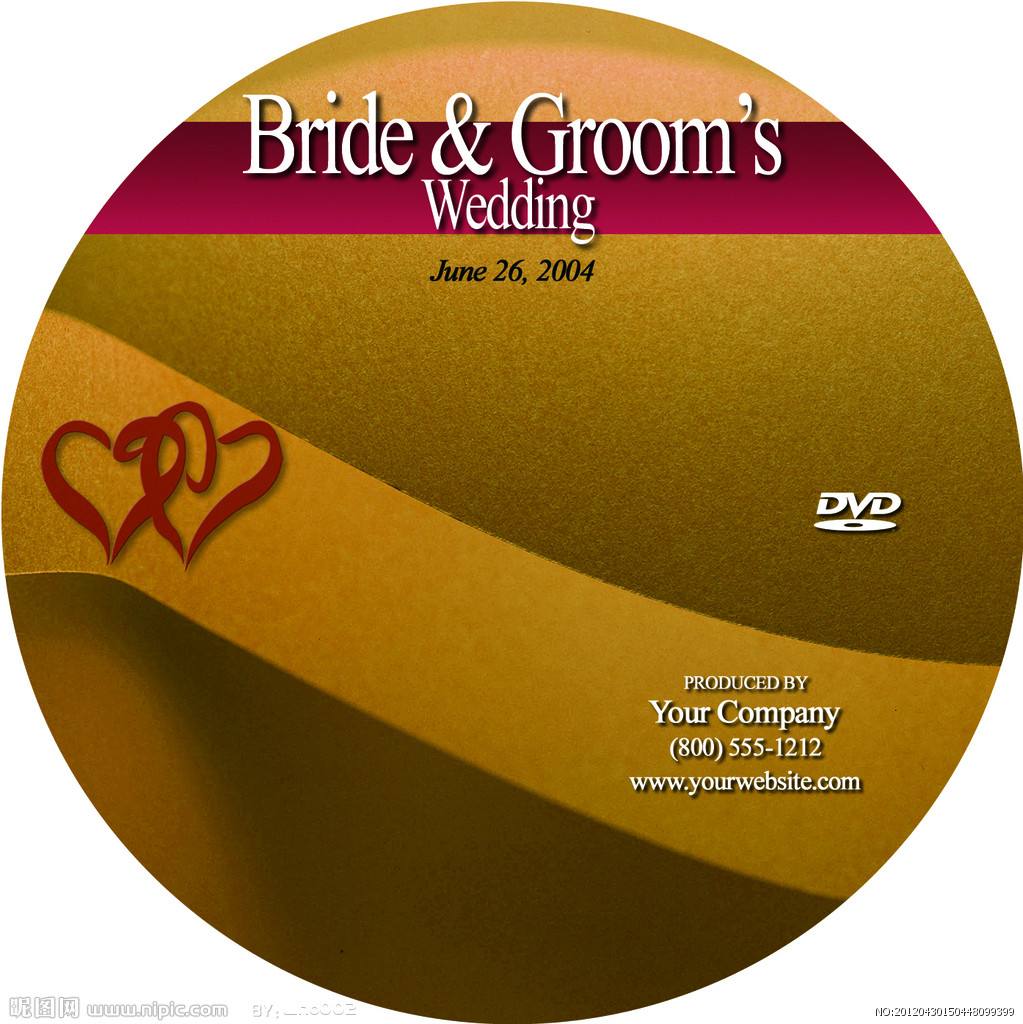 Bride & Groom's
Wedding
June 26, 2004
DVD
PRODUCED BY
Your Company
(800) 555-1212
www.yourwebsite.com
昵图网 www.nipic.com
BY:
NO:20120430150448099399